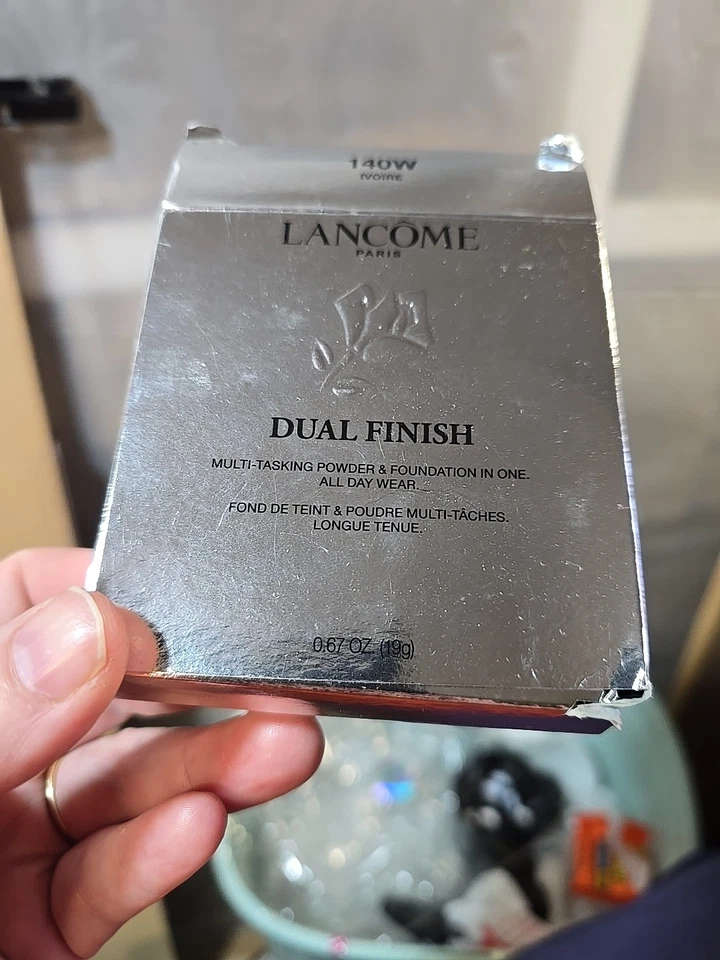 140W
IVOIRE
LANCÔME
PARIS
DUAL FINISH
MULTI-TASKING POWDER & FOUNDATION IN ONE.
ALL DAY WEAR.
FOND DE TEINT & POUDRE MULTI-TÂCHES.
LONGUE TENUE.
0.67 OZ. (19g)